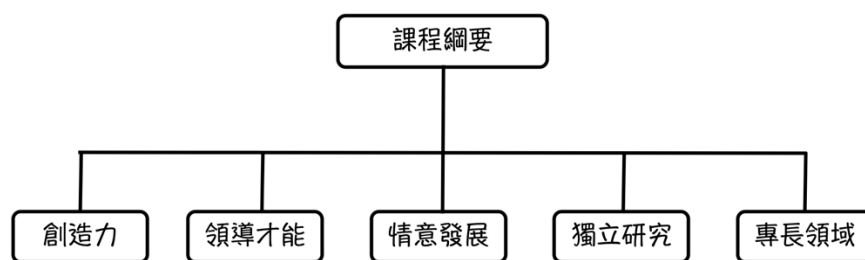 課程綱要
創造力
領導才能
情意發展
獨立研究
專長領域